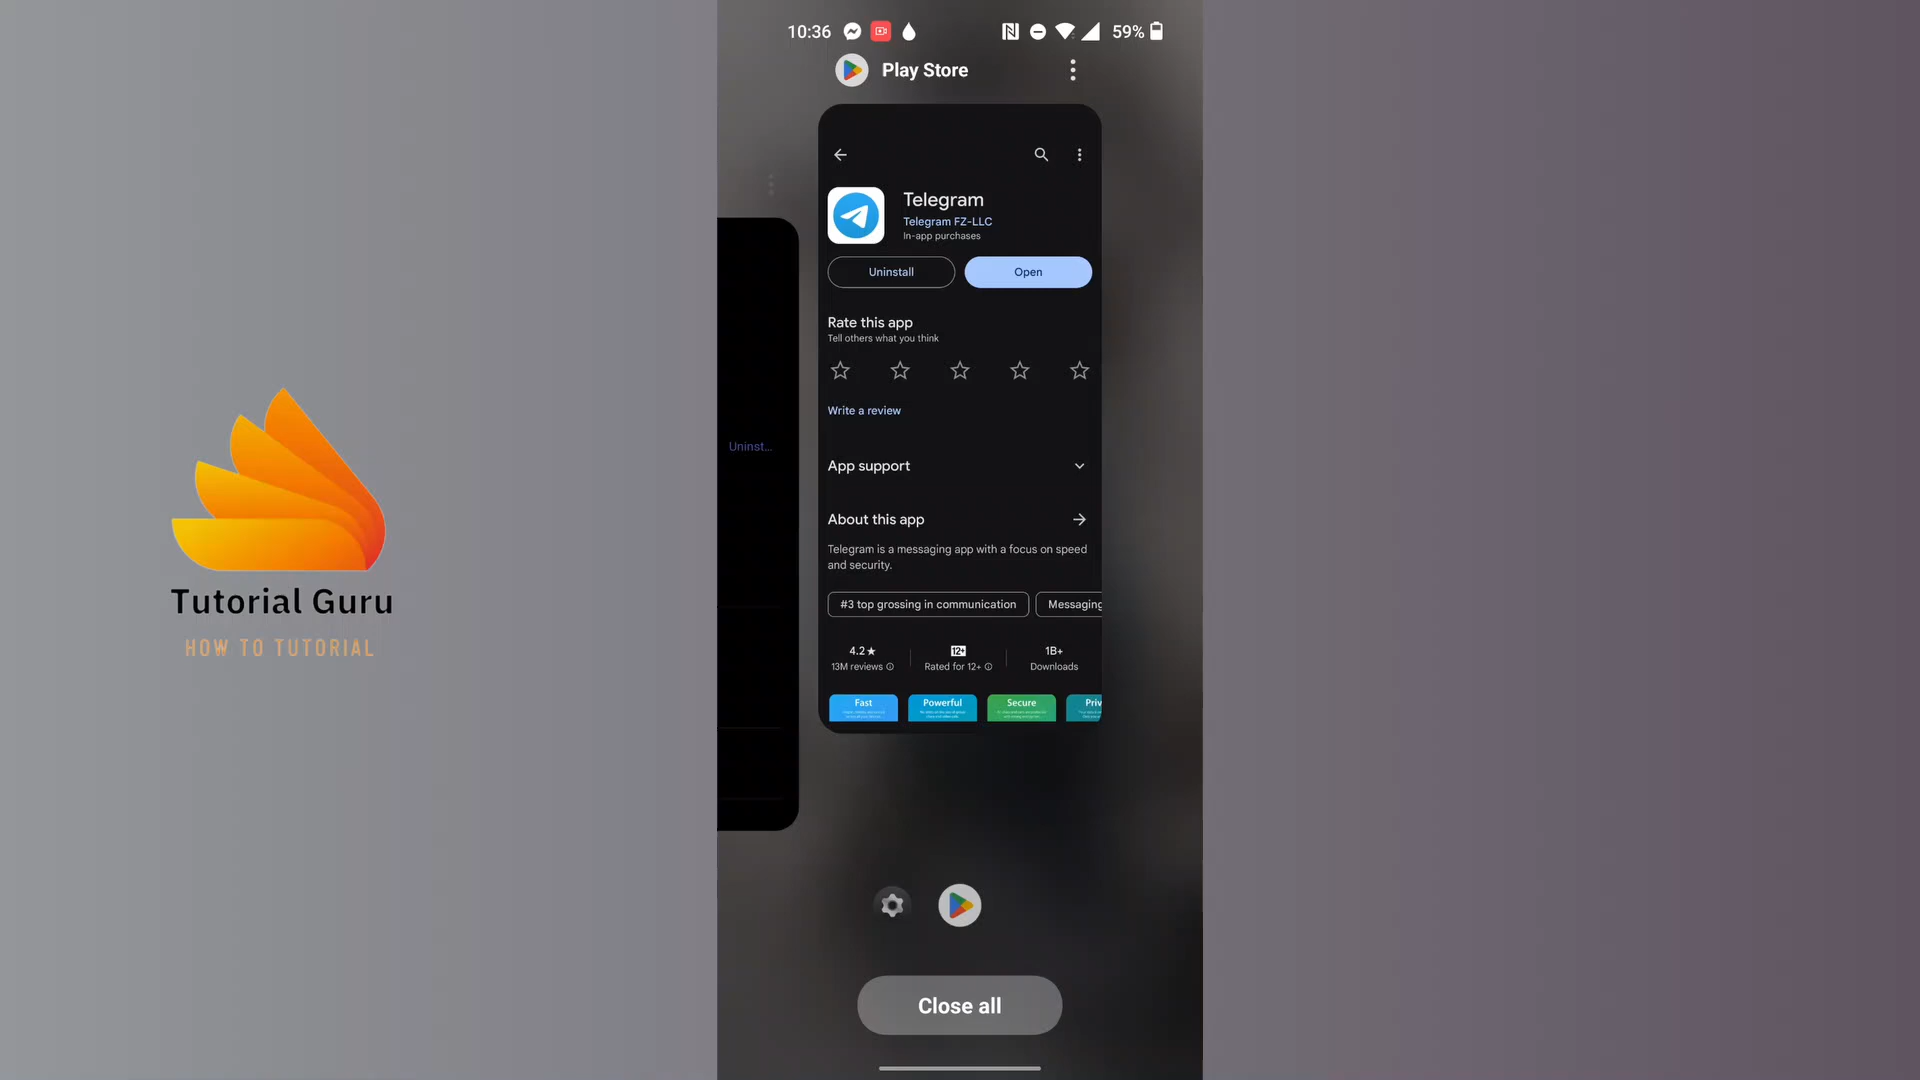 10:36
59%
Play Store
Telegram
Telegram FZ-LLC
In-app purchases
Uninstall
Open
Rate this app
Tell others what you think
Write a review
Uninst...
App support
About this app
Telegram is a messaging app with a focus on speed
and security.
#3 top grossing in communication
Messaging
4.2★
13M reviews
12+
Rated for 12+
1B+
Downloads
Fast
Powerful
Secure
Priv
Close all
Tutorial Guru
HOW TO TUTORIAL